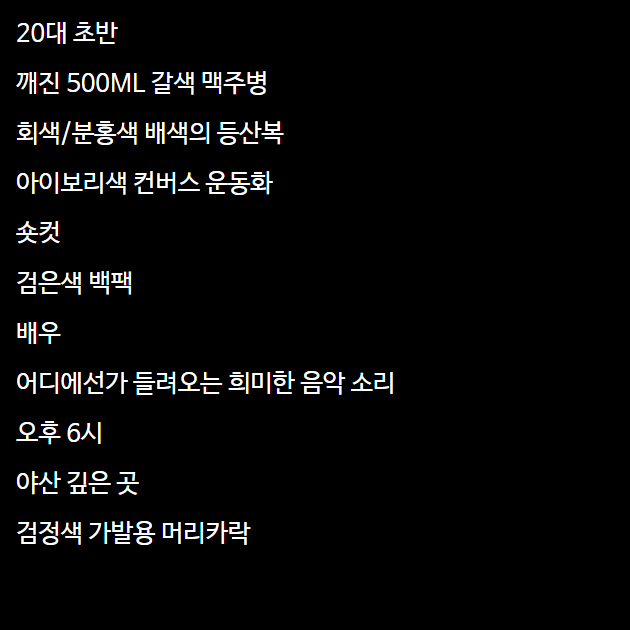 20대 초반
깨진 500ML 갈색 맥주병
회색/분홍색 배색의 등산복
아이보리색 컨버스 운동화
숏컷
검은색 백팩
배우
어디에선가 들려오는 희미한 음악 소리
오후 6시
야산 깊은 곳
검정색 가발용 머리카락